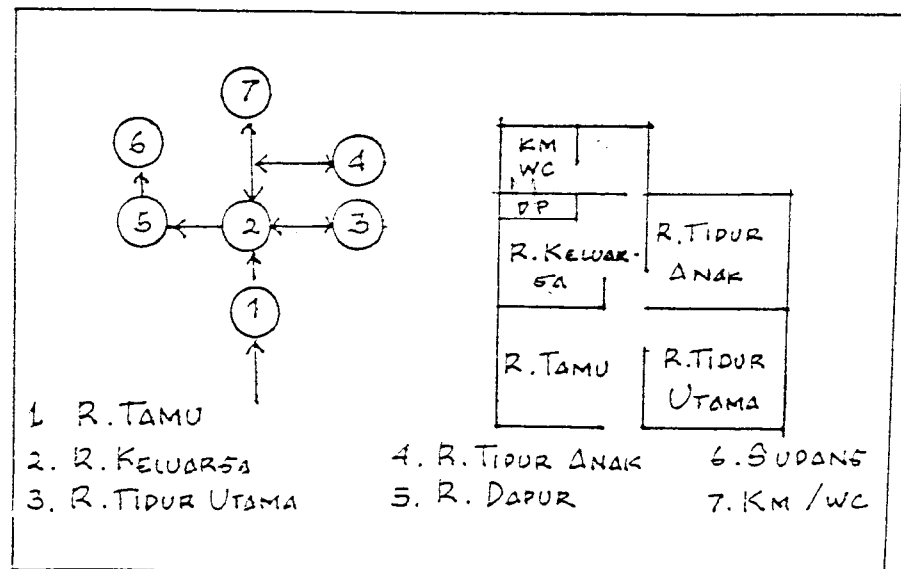 7
6
4
5
2
3
1
KM
WC
DP
R. KELUAR-
GA
R. TIDUR
ANAK
R. TAMU
R. TIDUR
UTAMA
1 R. TAMU
2. R. KELUARGA
3. R. TIDUR UTAMA
4. R. TIDUR ANAK
5. R. DAPUR
6. GUDANG
7. KM / WC